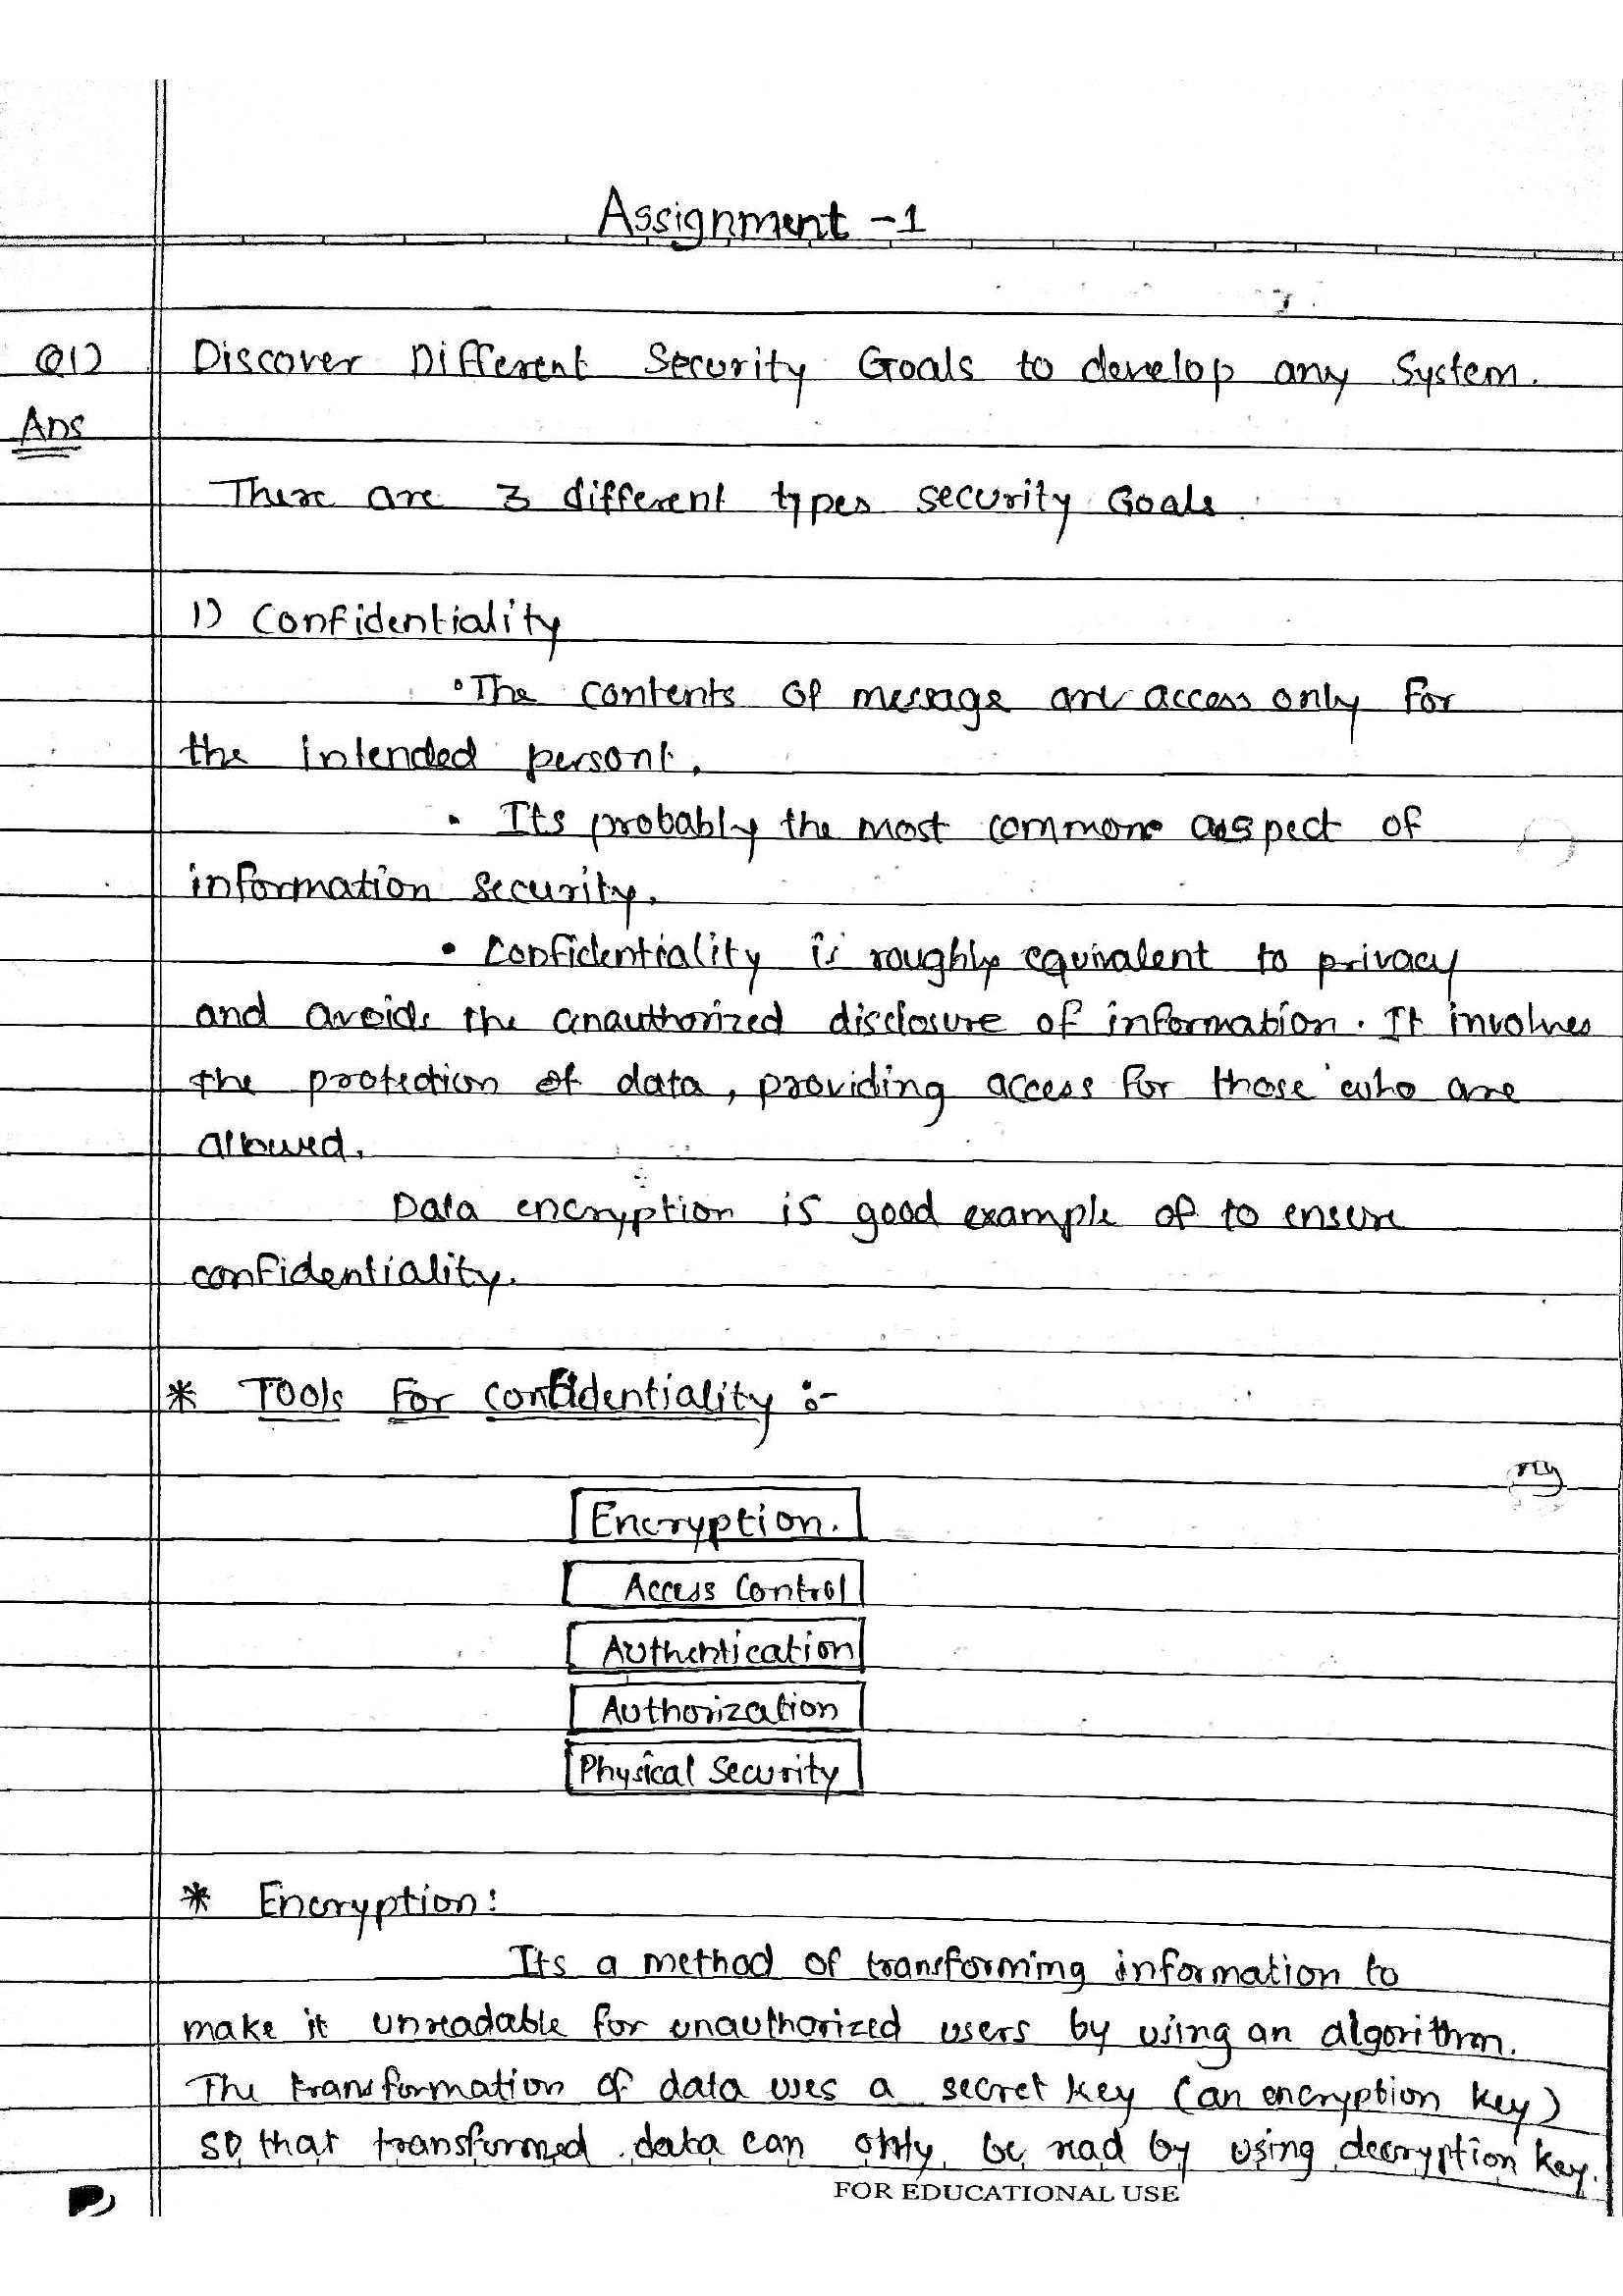 Assignment -1
Q1) Discover Different Security Goals to develop any System.
Ans
There are 3 different types security Goals.
1) Confidentiality
• The contents of message are access only for
the intended person.
• Its probably the most common aspect of
information security.
• Confidentiality is roughly equivalent to privacy
and avoids the unauthorized disclosure of information. It involves
the protection of data, providing access for those who are
allowed.
Data encryption is good example of to ensure
confidentiality.
* Tools For confidentiality :-
Encryption.
Access Control
Authentication
Authorization
Physical Security
* Encryption:
Its a method of transforming information to
make it unreadable for unauthorized users by using an algorithm.
The transformation of data uses a secret key (an encryption key)
so that transformed data can only be read by using decryption key.
FOR EDUCATIONAL USE